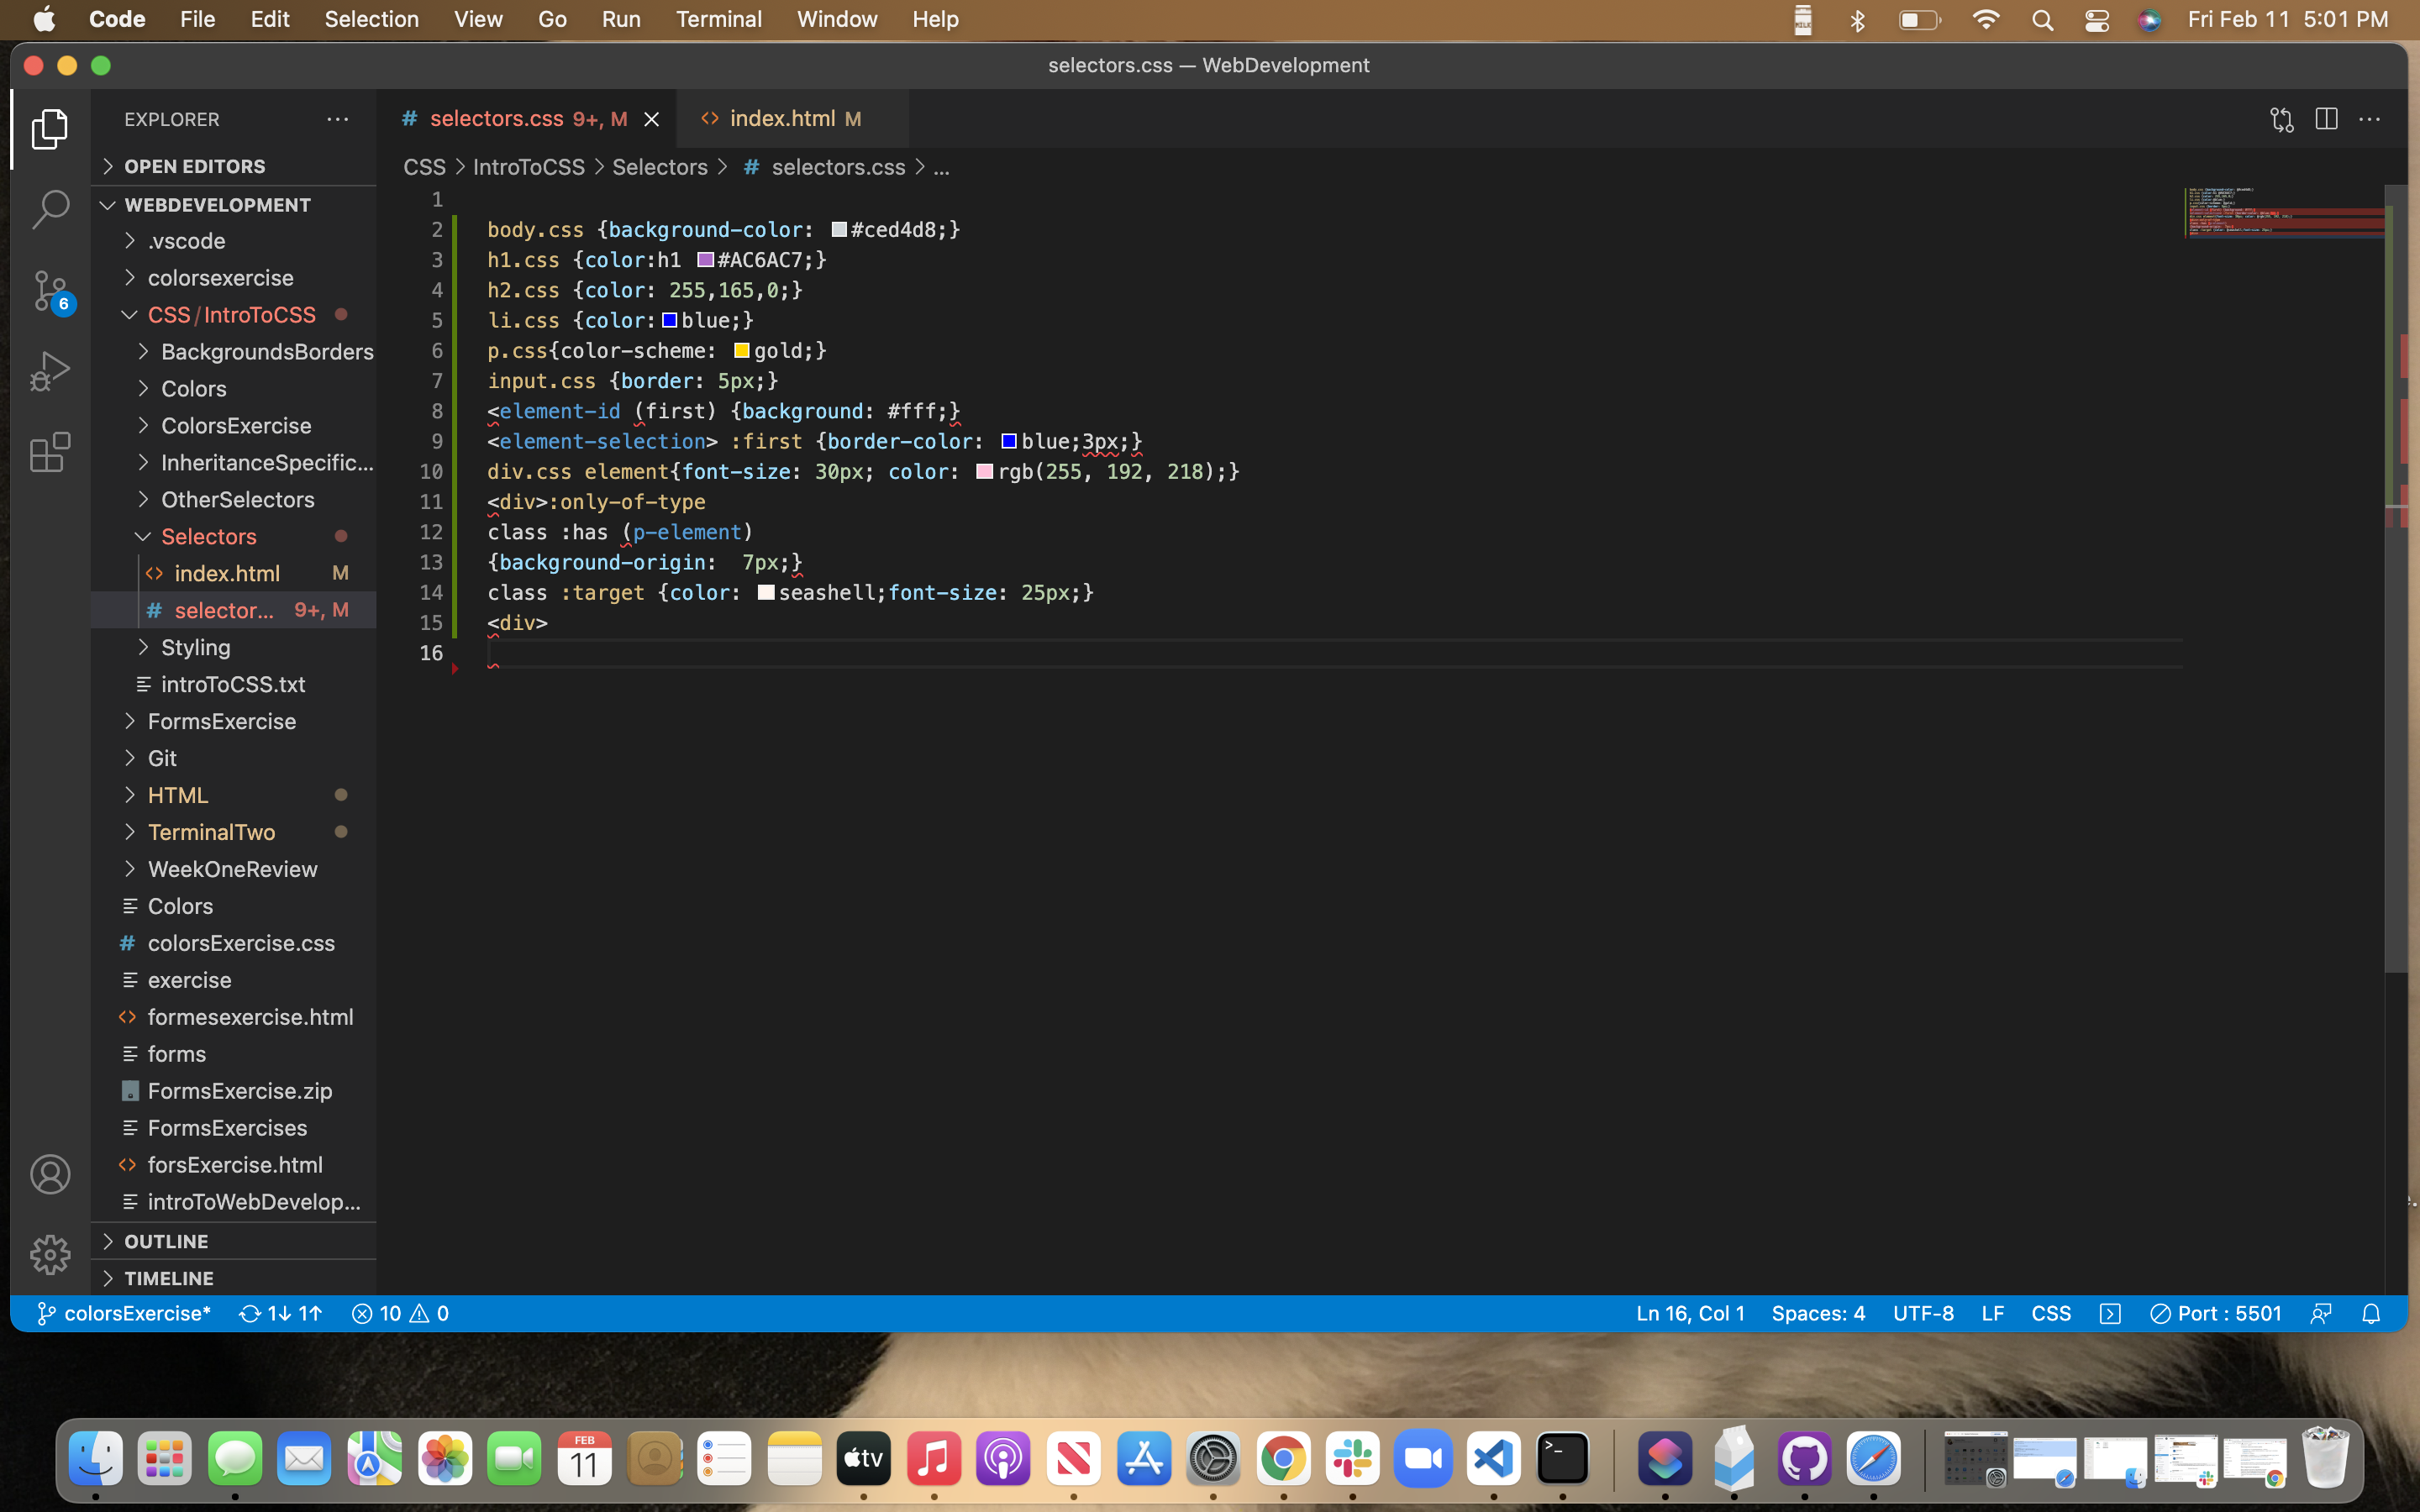 Code File Edit Selection View Go Run Terminal Window Help Fri Feb 11 5:01 PM
selectors.css — WebDevelopment
EXPLORER
# selectors.css 9+, M
<> index.html M
CSS > IntroToCSS > Selectors > # selectors.css > ...
OPEN EDITORS
WEBDEVELOPMENT
.vscode
colorsexercise
CSS / IntroToCSS
BackgroundsBorders
Colors
ColorsExercise
InheritanceSpecific...
OtherSelectors
Selectors
<> index.html M
# selector... 9+, M
Styling
introToCSS.txt
FormsExercise
Git
HTML
TerminalTwo
WeekOneReview
Colors
# colorsExercise.css
exercise
<> formesexercise.html
forms
FormsExercise.zip
FormsExercises
<> forsExercise.html
introToWebDevelop...
OUTLINE
TIMELINE
6
1
2 body.css {background-color: #ced4d8;}
3 h1.css {color:h1 #AC6AC7;}
4 h2.css {color: 255,165,0;}
5 li.css {color:blue;}
6 p.css{color-scheme: gold;}
7 input.css {border: 5px;}
8 <element-id (first) {background: #fff;}
9 <element-selection> :first {border-color: blue;3px;}
10 div.css element{font-size: 30px; color: rgb(255, 192, 218);}
11 <div>:only-of-type
12 class :has (p-element)
13 {background-origin:  7px;}
14 class :target {color: seashell;font-size: 25px;}
15 <div>
16
colorsExercise* 1↓ 1↑ 10 0 Ln 16, Col 1 Spaces: 4 UTF-8 LF CSS Port : 5501
FEB
11
tv